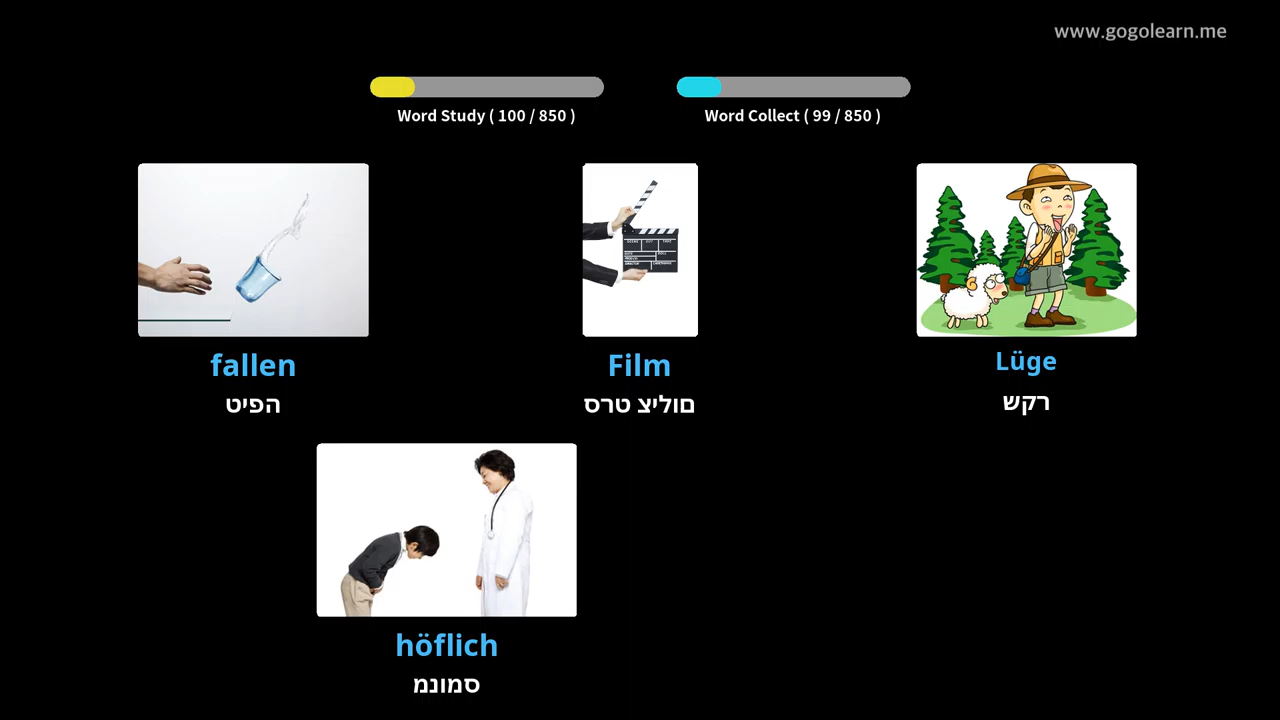 www.gogolearn.me
Word Study ( 100 / 850 )
Word Collect ( 99 / 850 )
fallen
הפיט
Film
םוליצ טרס
Lüge
רקש
höflich
סמונמ